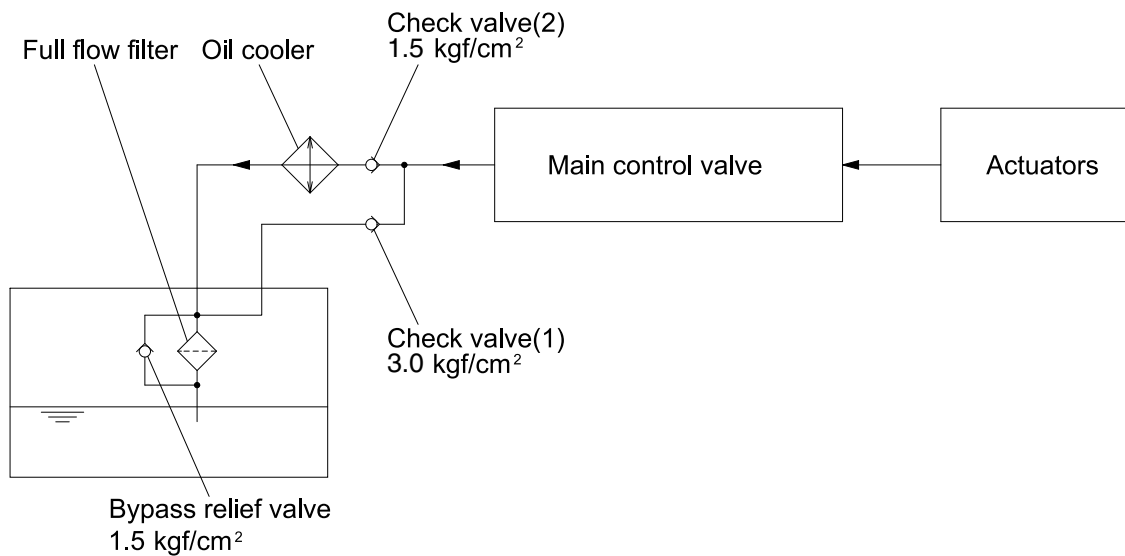 Check valve(2)
1.5 kgf/cm²
Full flow filter
Oil cooler
Main control valve
Actuators
Check valve(1)
3.0 kgf/cm²
Bypass relief valve
1.5 kgf/cm²